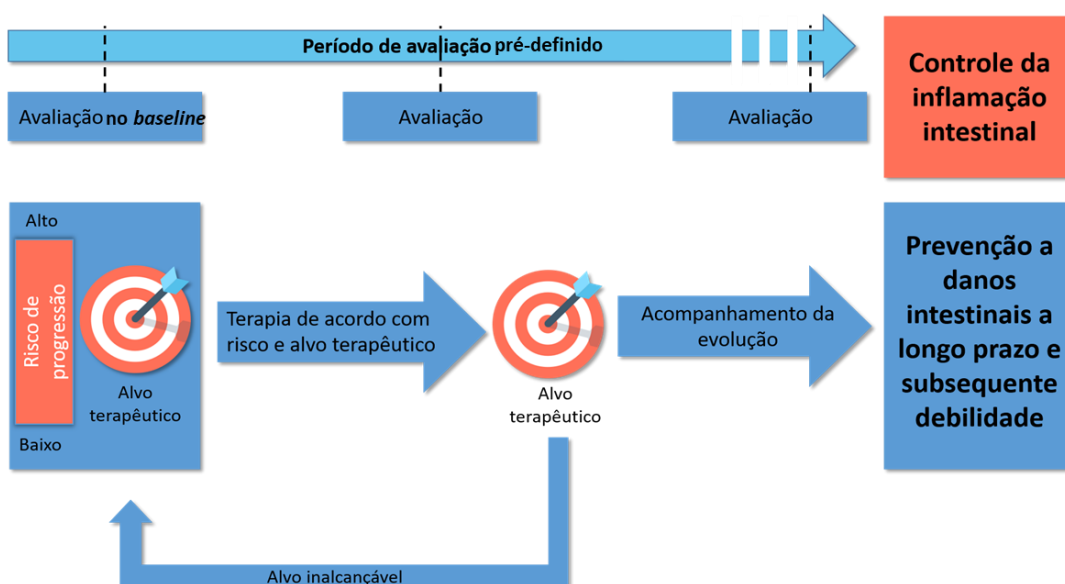 Período de avaliação pré-definido
Avaliação no baseline
Avaliação
Avaliação
Controle da
inflamação
intestinal
Alto
Risco de
progressão
Baixo
Alvo
terapêutico
Terapia de acordo com
risco e alvo terapêutico
Alvo
terapêutico
Acompanhamento da
evolução
Prevenção a
danos
intestinais a
longo prazo e
subsequente
debilidade
Alvo inalcançável